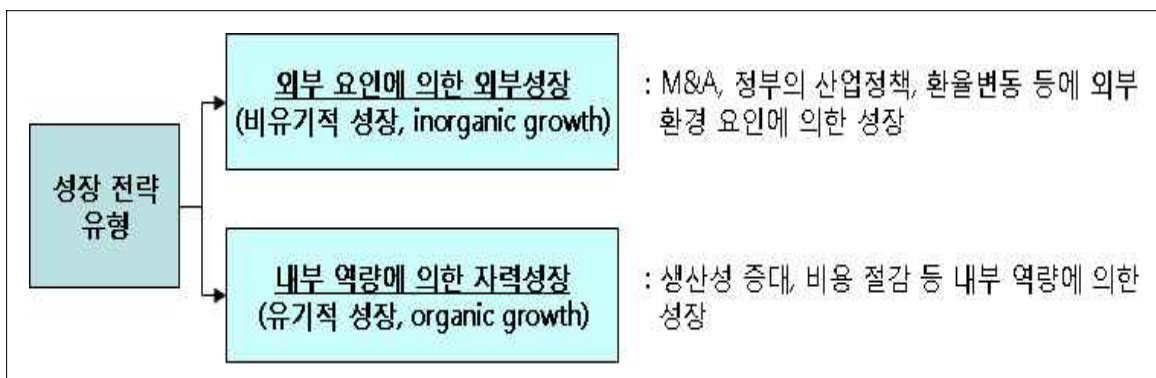 성장 전략
유형
외부 요인에 의한 외부성장
(비유기적 성장, inorganic growth)
: M&A, 정부의 산업정책, 환율변동 등에 외부
환경 요인에 의한 성장
내부 역량에 의한 자력성장
(유기적 성장, organic growth)
: 생산성 증대, 비용 절감 등 내부 역량에 의한
성장